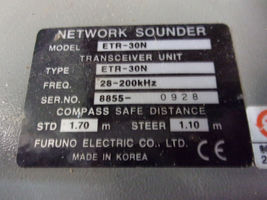 NETWORK SOUNDER
MODEL ETR-30N
TRANSCEIVER UNIT
TYPE ETR-30N
FREQ. 28-200kHz
SER.NO. 8855- 0928
COMPASS SAFE DISTANCE
STD 1.70 m STEER 1.10 m
FURUNO ELECTRIC CO., LTD.
MADE IN KOREA CE